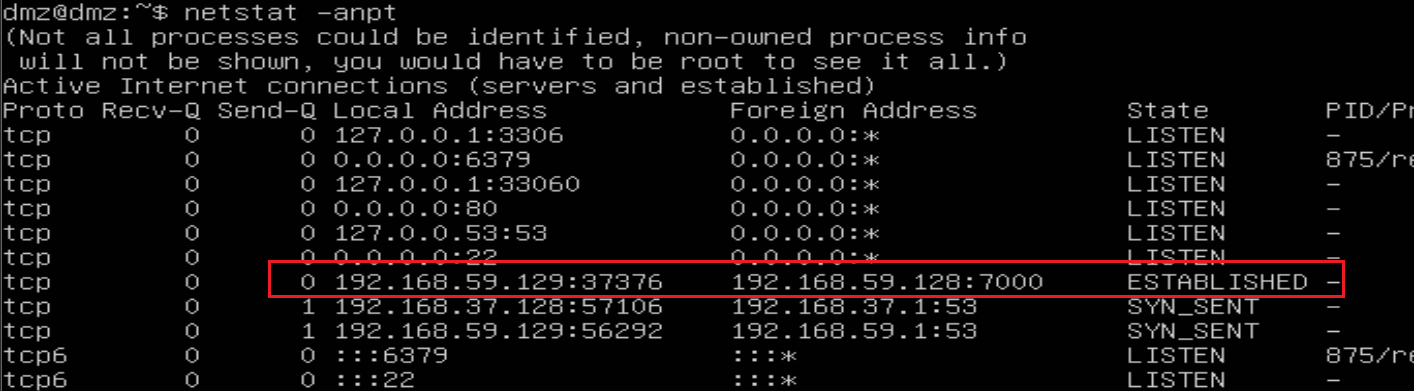 dmz@dmz:~$ netstat -anpt
(Not all processes could be identified, non-owned process info
 will not be shown, you would have to be root to see it all.)
Active Internet connections (servers and established)
Proto Recv-Q Send-Q Local Address           Foreign Address         State       PID/Pr
tcp        0      0 127.0.0.1:3306          0.0.0.0:*               LISTEN      -
tcp        0      0 0.0.0.0:6379            0.0.0.0:*               LISTEN      875/re
tcp        0      0 127.0.0.1:33060         0.0.0.0:*               LISTEN      -
tcp        0      0 0.0.0.0:80              0.0.0.0:*               LISTEN      -
tcp        0      0 127.0.0.53:53           0.0.0.0:*               LISTEN      -
tcp        0      0 0.0.0.0:22              0.0.0.0:*               LISTEN      -
tcp        0      0 192.168.59.129:37376    192.168.59.128:7000     ESTABLISHED -
tcp        0      1 192.168.37.128:57106    192.168.37.1:53         SYN_SENT    -
tcp        0      1 192.168.59.129:56292    192.168.59.1:53         SYN_SENT    -
tcp6       0      0 :::6379                 :::*                    LISTEN      875/re
tcp6       0      0 :::22                   :::*                    LISTEN      -